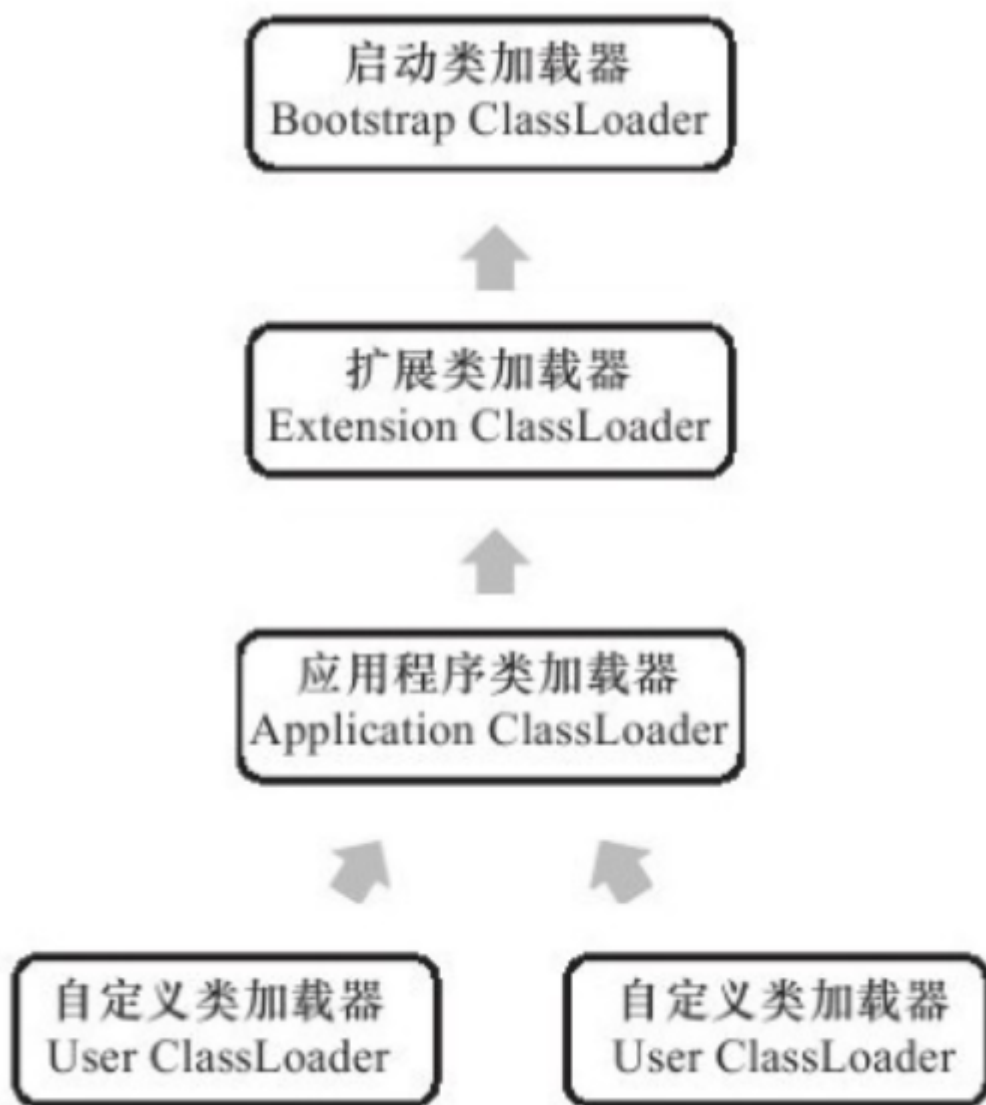 启动类加载器
Bootstrap ClassLoader
扩展类加载器
Extension ClassLoader
应用程序类加载器
Application ClassLoader
自定义类加载器
User ClassLoader
自定义类加载器
User ClassLoader